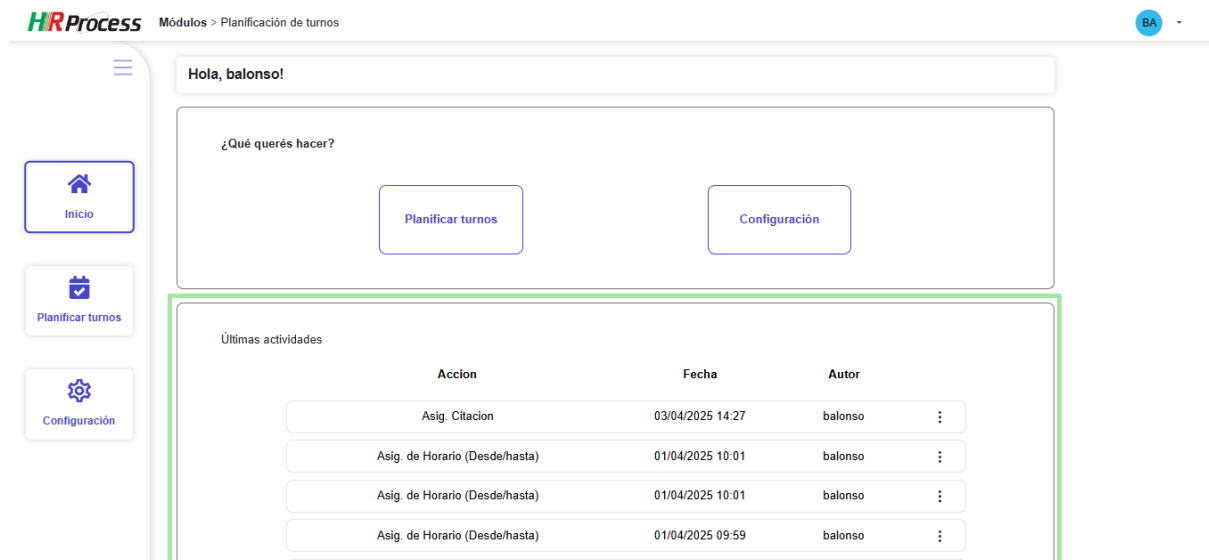 HRProcess Módulos > Planificación de turnos BA
Hola, balonso!
¿Qué querés hacer?
Planificar turnos Configuración
Inicio
Planificar turnos
Configuración
Últimas actividades
Accion Fecha Autor
Asig. Citacion 03/04/2025 14:27 balonso
Asig. de Horario (Desde/hasta) 01/04/2025 10:01 balonso
Asig. de Horario (Desde/hasta) 01/04/2025 10:01 balonso
Asig. de Horario (Desde/hasta) 01/04/2025 09:59 balonso